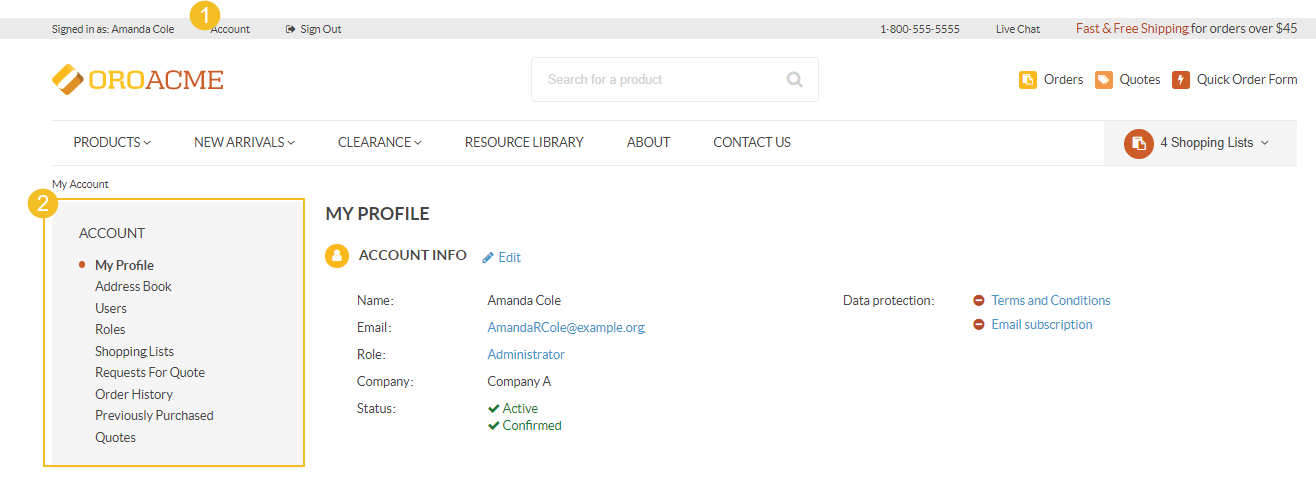 1
Signed in as: Amanda Cole Account Sign Out 1-800-555-5555 Live Chat Fast & Free Shipping for orders over $45
OROACME Search for a product Orders Quotes Quick Order Form
PRODUCTS NEW ARRIVALS CLEARANCE RESOURCE LIBRARY ABOUT CONTACT US 4 Shopping Lists
My Account
2
ACCOUNT
My Profile
Address Book
Users
Roles
Shopping Lists
Requests For Quote
Order History
Previously Purchased
Quotes
MY PROFILE
ACCOUNT INFO Edit
Name: Amanda Cole
Email: AmandaRCole@example.org
Role: Administrator
Company: Company A
Status: Active
Confirmed
Data protection: Terms and Conditions
Email subscription